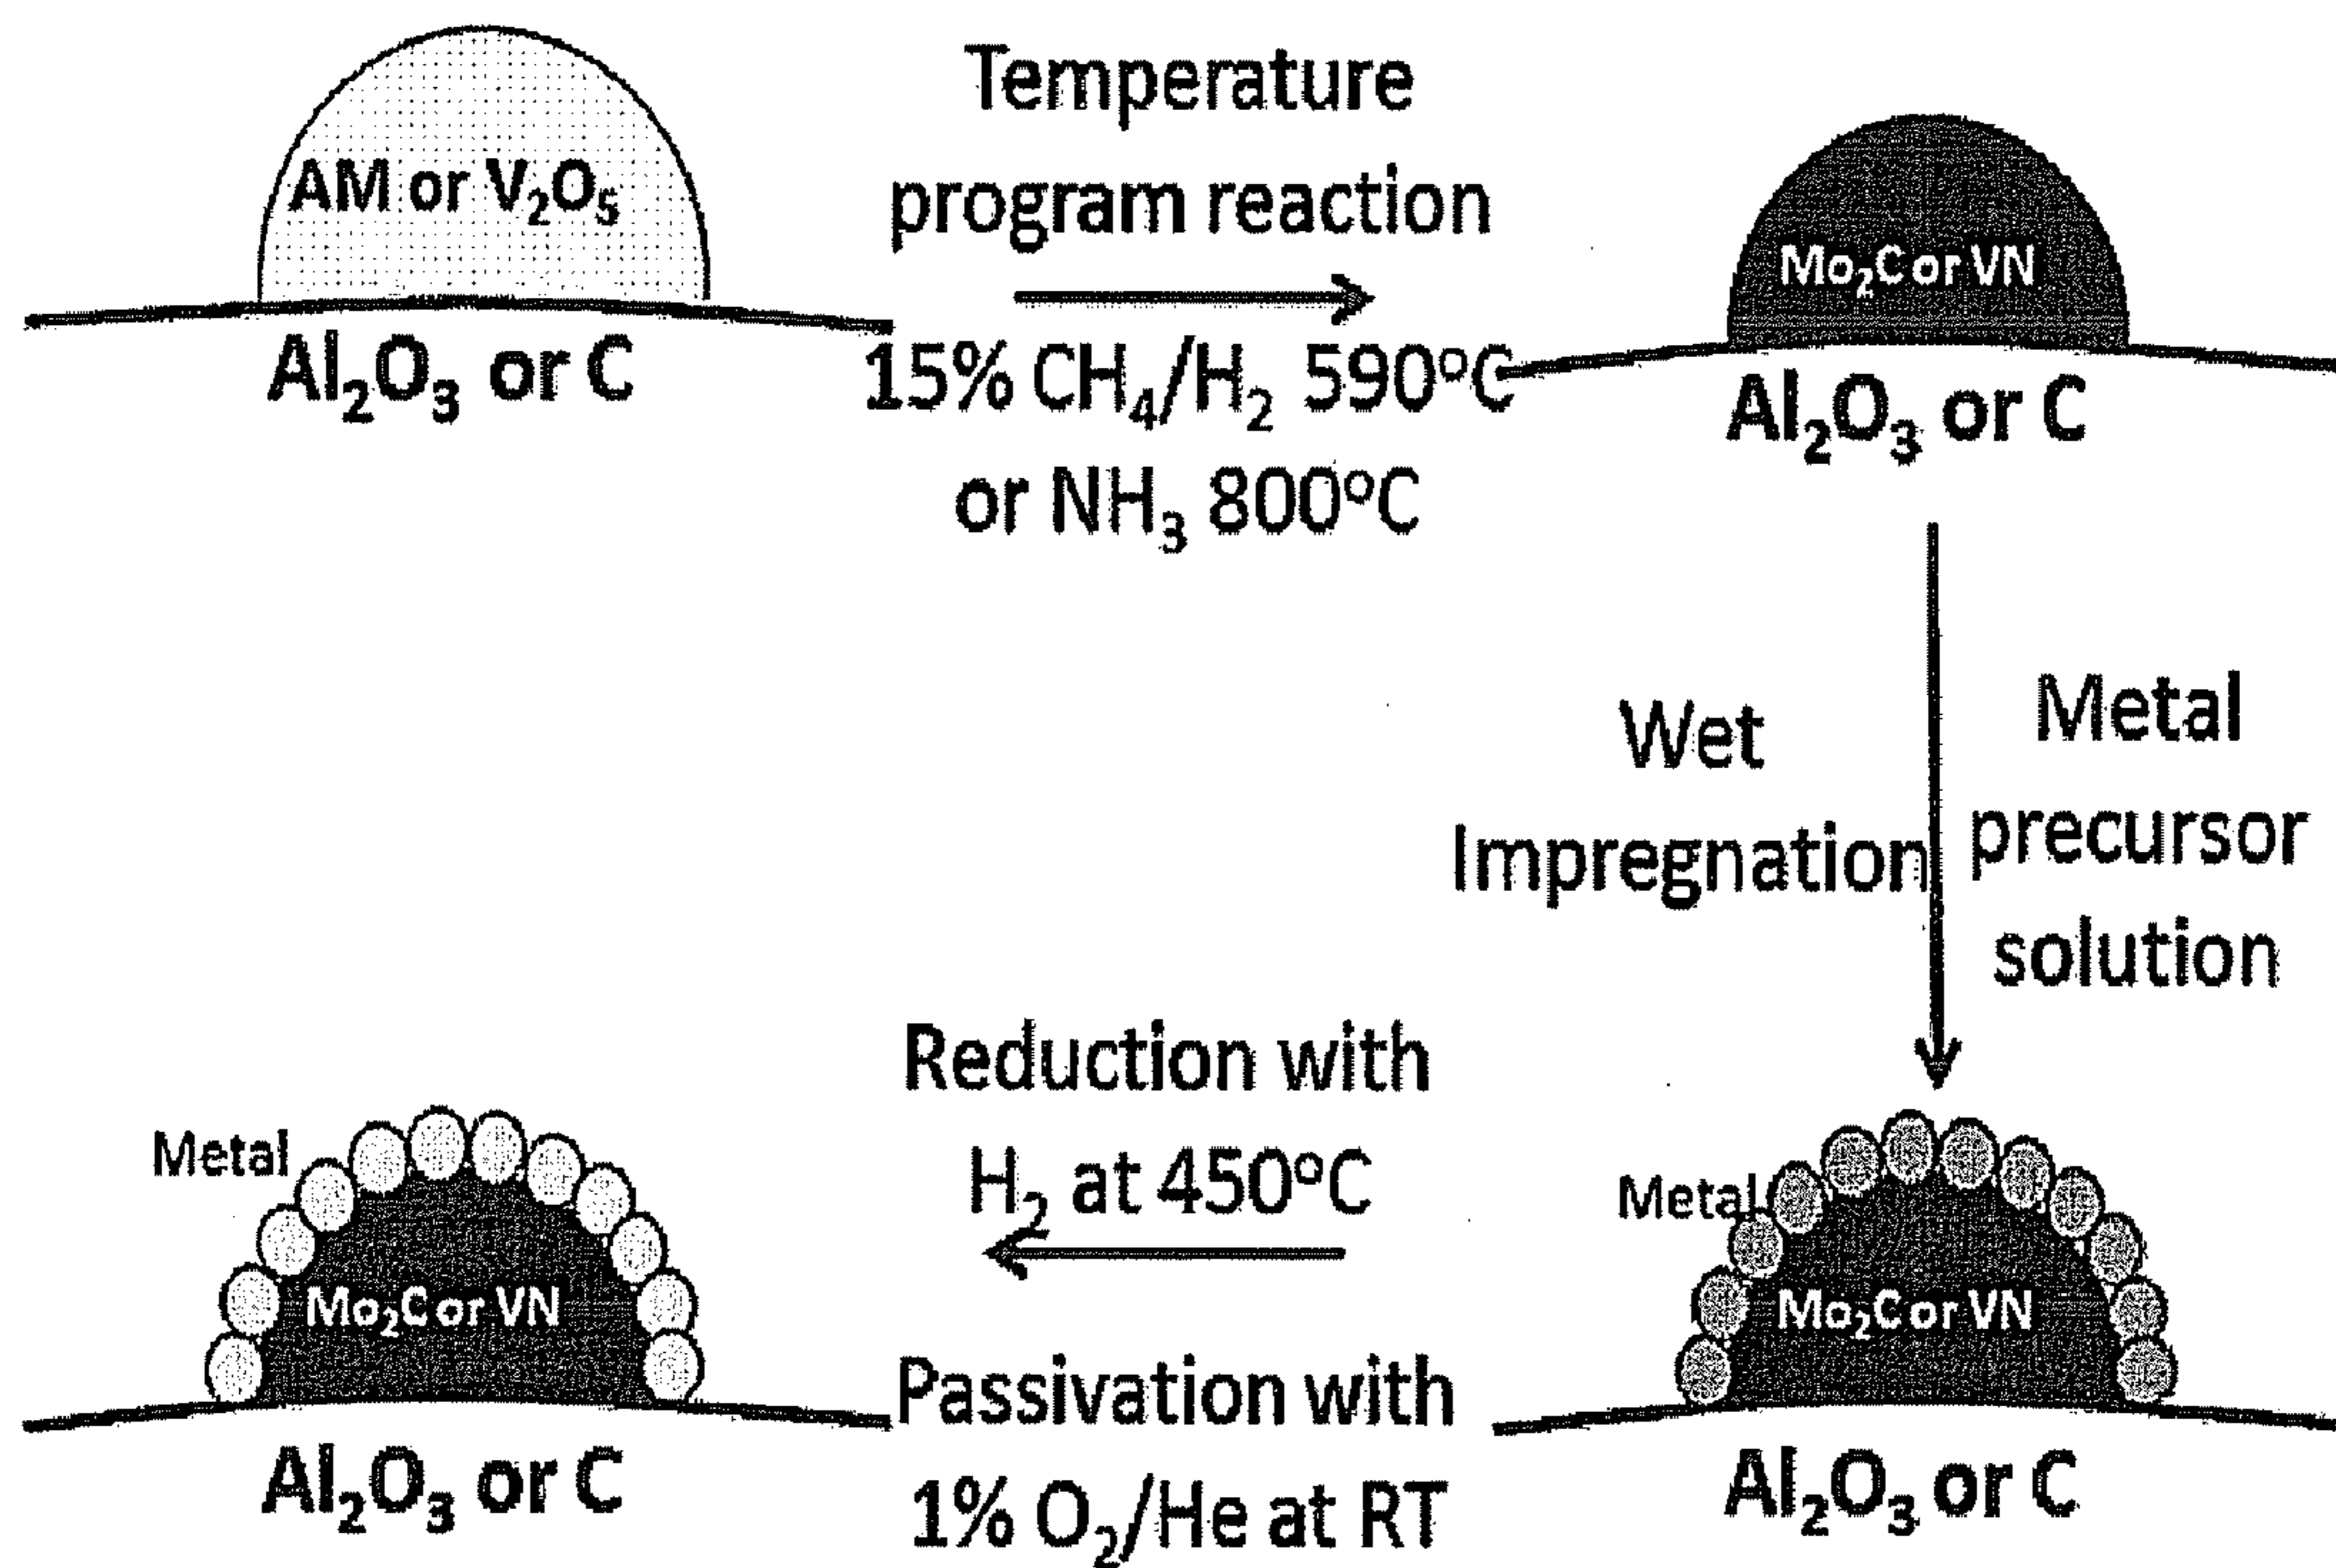 AM or V₂O₅
Al₂O₃ or C
Temperature
program reaction
15% CH₄/H₂ 590°C
or NH₃ 800°C
Mo₂C or VN
Al₂O₃ or C
Wet
Impregnation
Metal
precursor
solution
Metal
Mo₂C or VN
Al₂O₃ or C
Reduction with
H₂ at 450°C
Passivation with
1% O₂/He at RT
Metal
Mo₂C or VN
Al₂O₃ or C